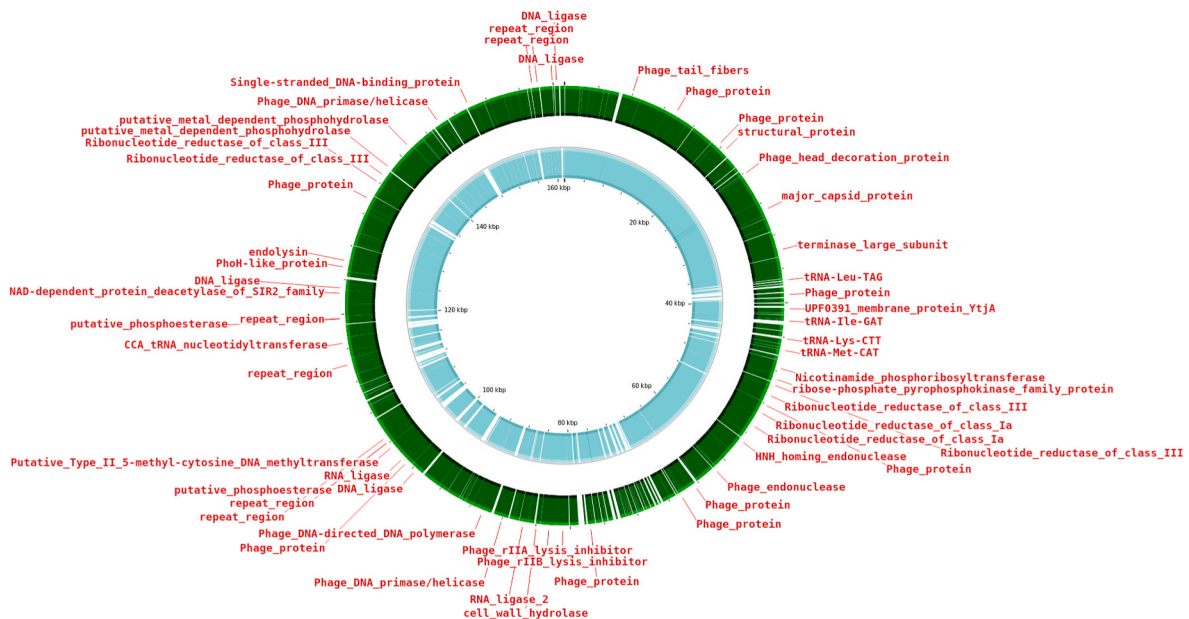 DNA_ligase
repeat_region
repeat_region
DNA_ligase
Phage_tail_fibers
Single-stranded_DNA-binding_protein
Phage_protein
Phage_DNA_primase/helicase
Phage_protein
putative_metal_dependent_phosphohydrolase
structural_protein
putative_metal_dependent_phosphohydrolase
Ribonucleotide_reductase_of_class_III
Phage_head_decoration_protein
Ribonucleotide_reductase_of_class_III
Phage_protein
160 kbp
major_capsid_protein
20 kbp
140 kbp
terminase_large_subunit
endolysin
PhoH-like_protein
tRNA-Leu-TAG
DNA_ligase
NAD-dependent_protein_deacetylase_of_SIR2_family
Phage_protein
40 kbp
UPF0391_membrane_protein_YtjA
120 kbp
repeat_region
tRNA-Ile-GAT
putative_phosphoesterase
tRNA-Lys-CTT
CCA_tRNA_nucleotidyltransferase
tRNA-Met-CAT
repeat_region
Nicotinamide_phosphoribosyltransferase
60 kbp
ribose-phosphate_pyrophosphokinase_family_protein
100 kbp
Ribonucleotide_reductase_of_class_III
80 kbp
Ribonucleotide_reductase_of_class_Ia
Ribonucleotide_reductase_of_class_Ia
Ribonucleotide_reductase_of_class_III
HNH_homing_endonuclease
Putative_Type_II_5-methyl-cytosine_DNA_methyltransferase
Phage_protein
RNA_ligase
Phage_endonuclease
putative_phosphoesterase
DNA_ligase
repeat_region
Phage_protein
repeat_region
Phage_protein
Phage_DNA-directed_DNA_polymerase
Phage_protein
Phage_rIIA_lysis_inhibitor
Phage_rIIB_lysis_inhibitor
Phage_DNA_primase/helicase
Phage_protein
RNA_ligase_2
cell_wall_hydrolase